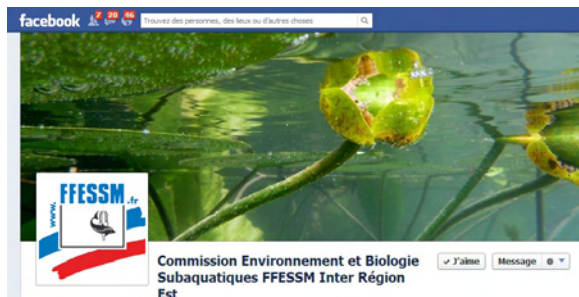 facebook 7 20 46 Trouvez des personnes, des lieux ou d'autres choses
www.
FFESSM
.fr
Commission Environnement et Biologie
Subaquatiques FFESSM Inter Région
Est
✓ J'aime Message